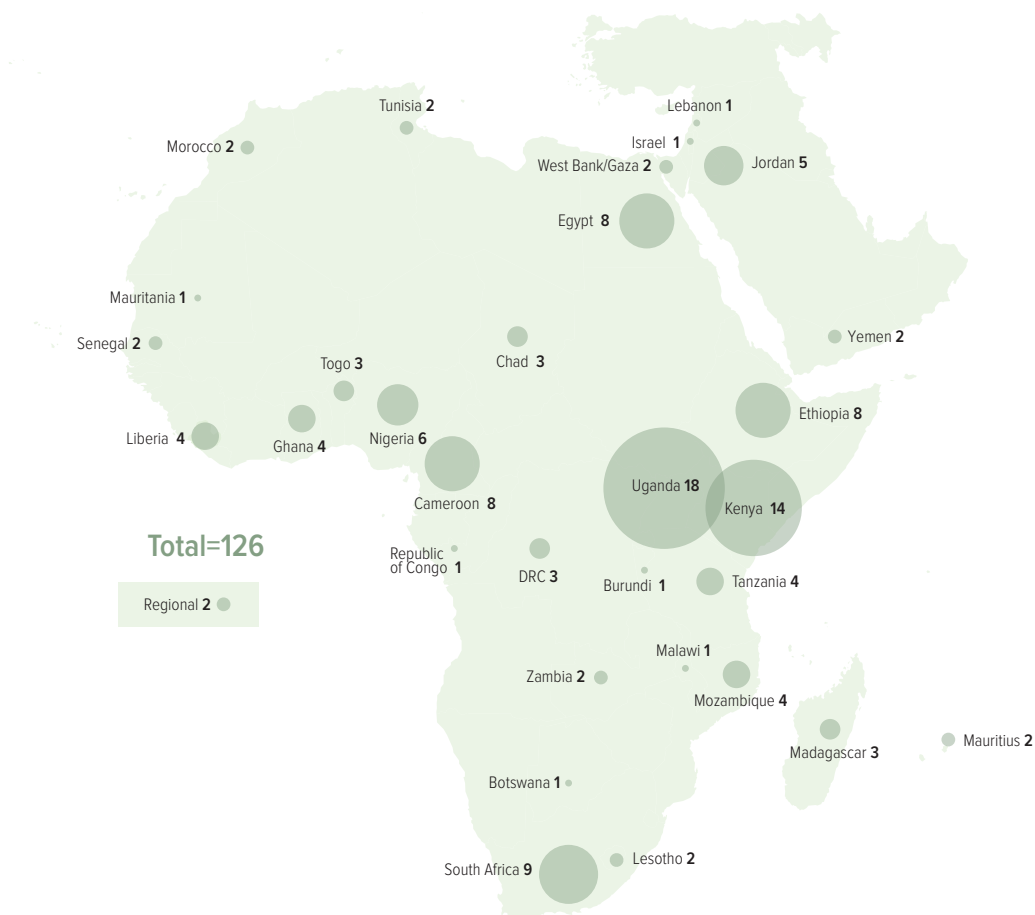 Lebanon 1
Tunisia 2
Israel 1
Morocco 2
West Bank/Gaza 2
Jordan 5
Egypt 8
Mauritania 1
Senegal 2
Yemen 2
Chad 3
Togo 3
Ethiopia 8
Liberia 4
Ghana 4
Nigeria 6
Uganda 18
Cameroon 8
Kenya 14
Total=126
Republic
of Congo 1
DRC 3
Burundi 1
Tanzania 4
Regional 2
Malawi 1
Zambia 2
Mozambique 4
Mauritius 2
Madagascar 3
Botswana 1
Lesotho 2
South Africa 9